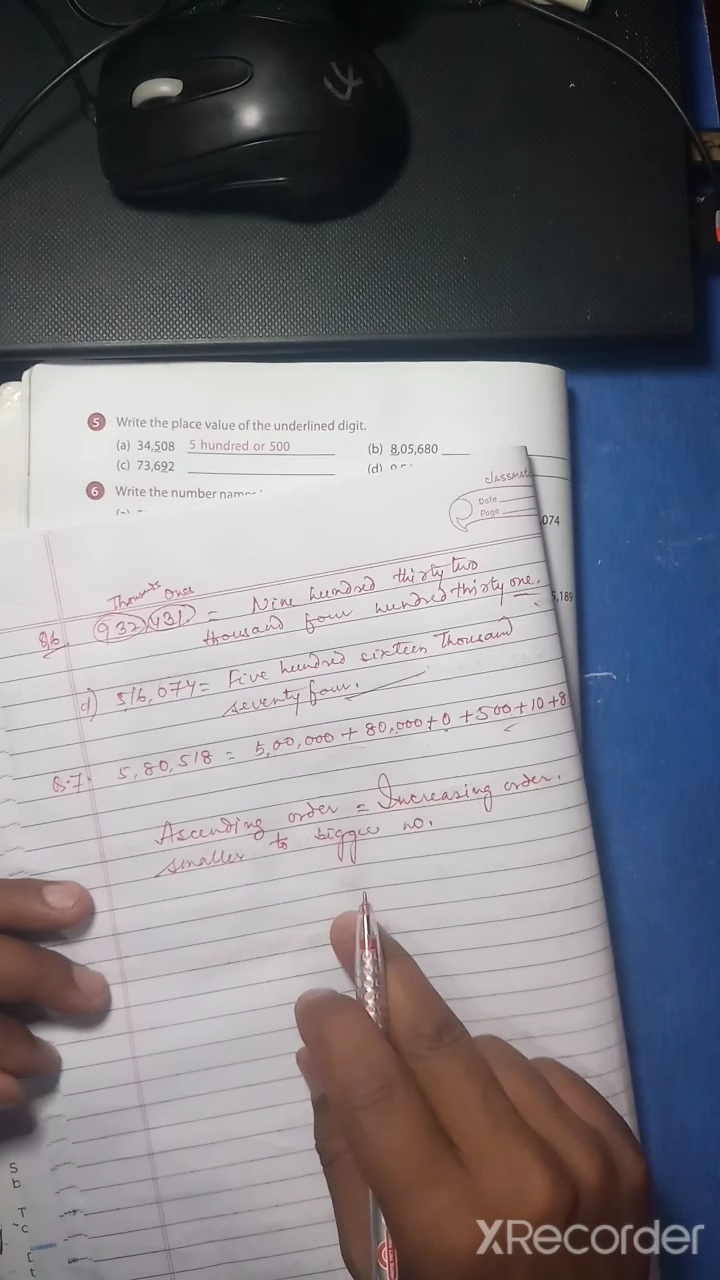 5 Write the place value of the underlined digit.
(a) 34,508 5 hundred or 500 (b) 8,05,680
(c) 73,692 (d)
6 Write the number name
classmate
Date
Page
,074
5,189
Thousands Ones
Q.6 932,431 = Nine hundred thirty two
thousand four hundred thirty one.
d) 516,074 = Five hundred sixteen Thousand
seventy four.
Q.7. 5,80,518 = 5,00,000 + 80,000 + 0 + 500 + 10 + 8
Ascending order = Increasing order.
smaller to bigger no.
XRecorder